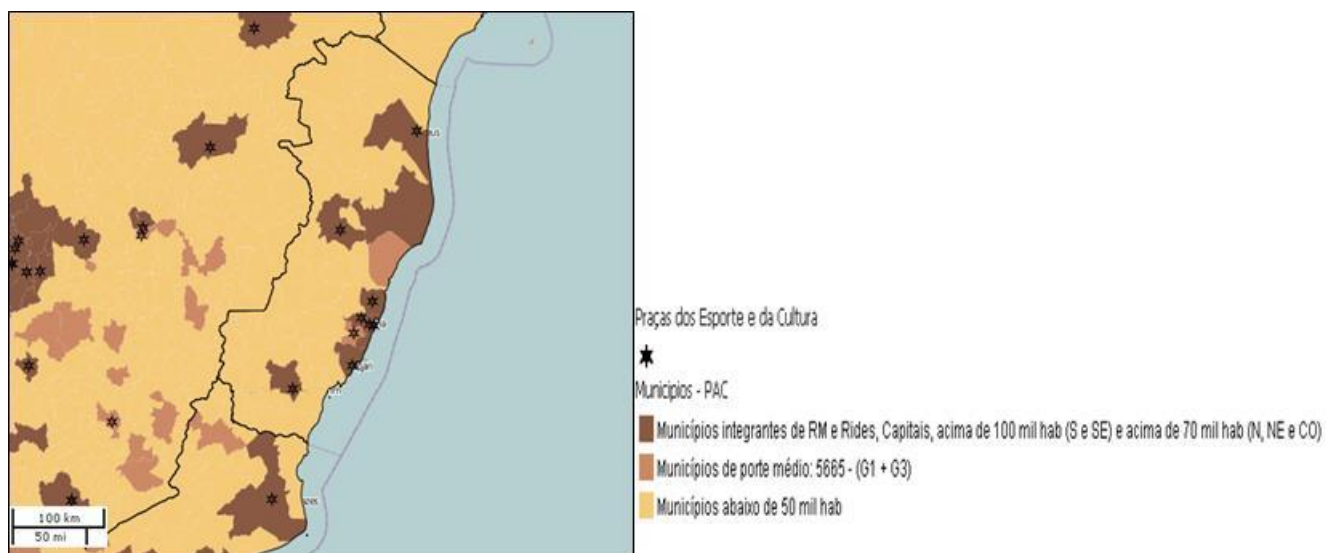 100 km
50 mi
Praças dos Esporte e da Cultura
Municipios - PAC
Municípios integrantes de RM e Rides, Capitais, acima de 100 mil hab (S e SE) e acima de 70 mil hab (N, NE e CO)
Municípios de porte médio: 5665 - (G1 + G3)
Municípios abaixo de 50 mil hab